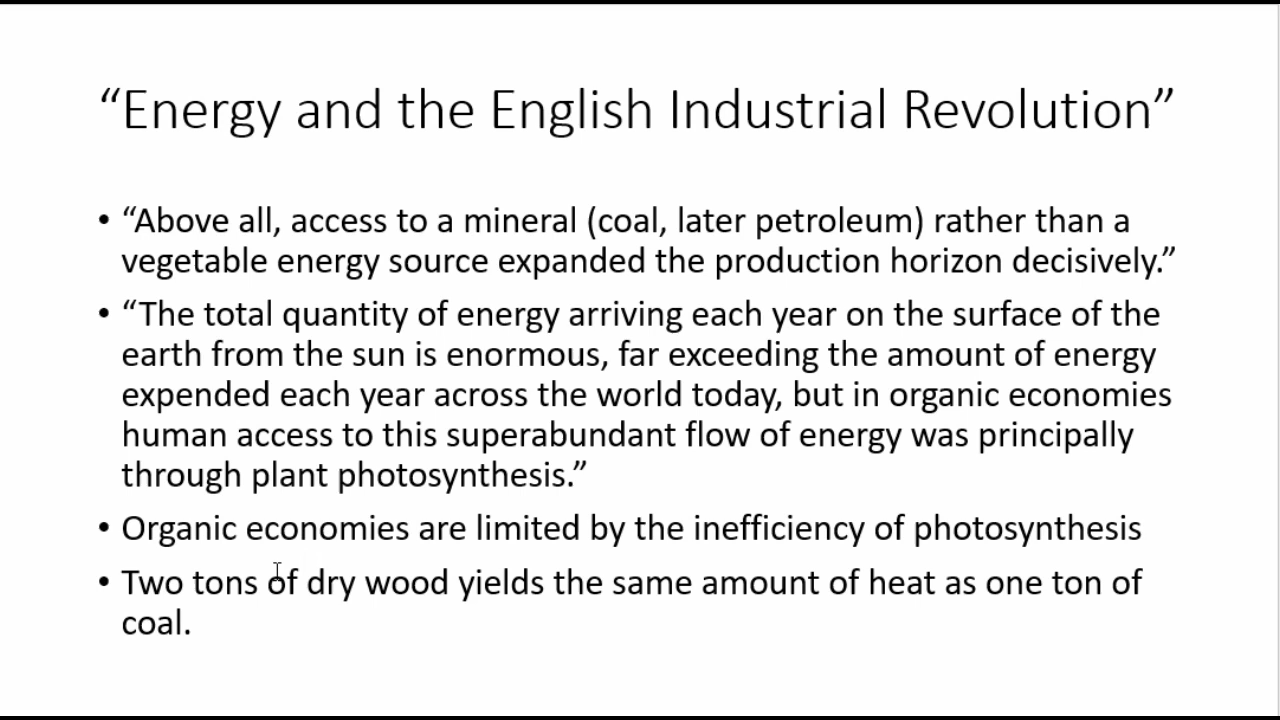 “Energy and the English Industrial Revolution”
• “Above all, access to a mineral (coal, later petroleum) rather than a
vegetable energy source expanded the production horizon decisively.”
• “The total quantity of energy arriving each year on the surface of the
earth from the sun is enormous, far exceeding the amount of energy
expended each year across the world today, but in organic economies
human access to this superabundant flow of energy was principally
through plant photosynthesis.”
• Organic economies are limited by the inefficiency of photosynthesis
• Two tons of dry wood yields the same amount of heat as one ton of
coal.